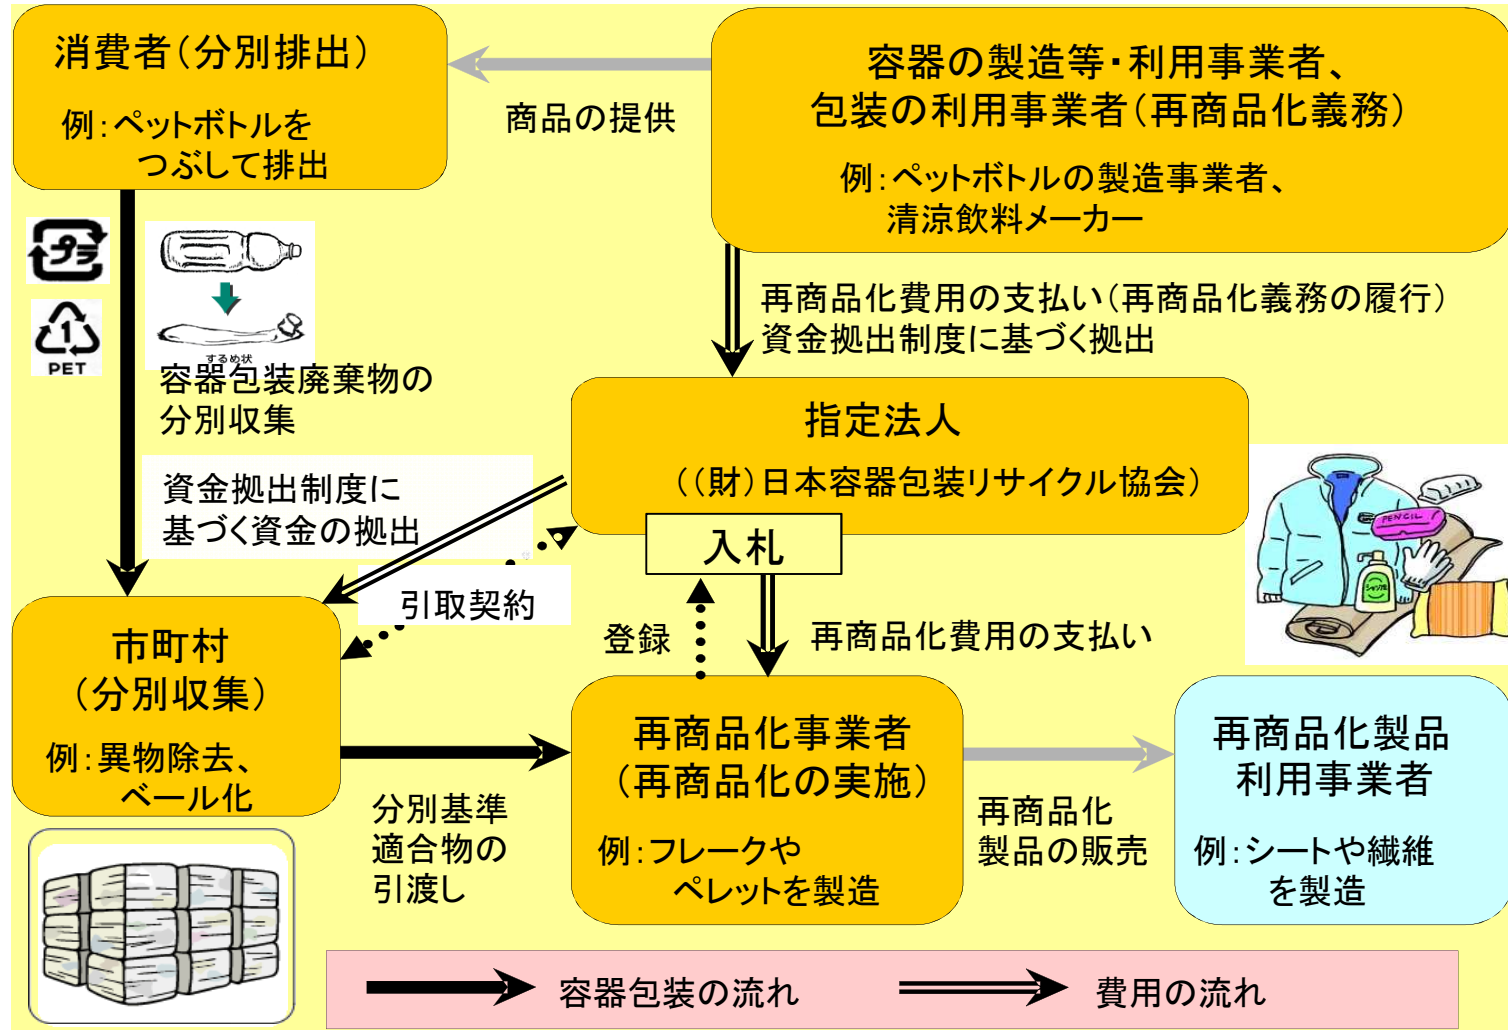 消費者（分別排出）
例：ペットボトルを
つぶして排出
商品の提供
容器の製造等・利用事業者、
包装の利用事業者（再商品化義務）
例：ペットボトルの製造事業者、
清涼飲料メーカー
プラ
1
PET
するめ状
容器包装廃棄物の
分別収集
再商品化費用の支払い（再商品化義務の履行）
資金拠出制度に基づく拠出
指定法人
（（財）日本容器包装リサイクル協会）
資金拠出制度に
基づく資金の拠出
引取契約
入札
登録
再商品化費用の支払い
PENCIL
市町村
（分別収集）
例：異物除去、
ベール化
分別基準
適合物の
引渡し
再商品化事業者
（再商品化の実施）
例：フレークや
ペレットを製造
再商品化
製品の販売
再商品化製品
利用事業者
例：シートや繊維
を製造
容器包装の流れ
費用の流れ